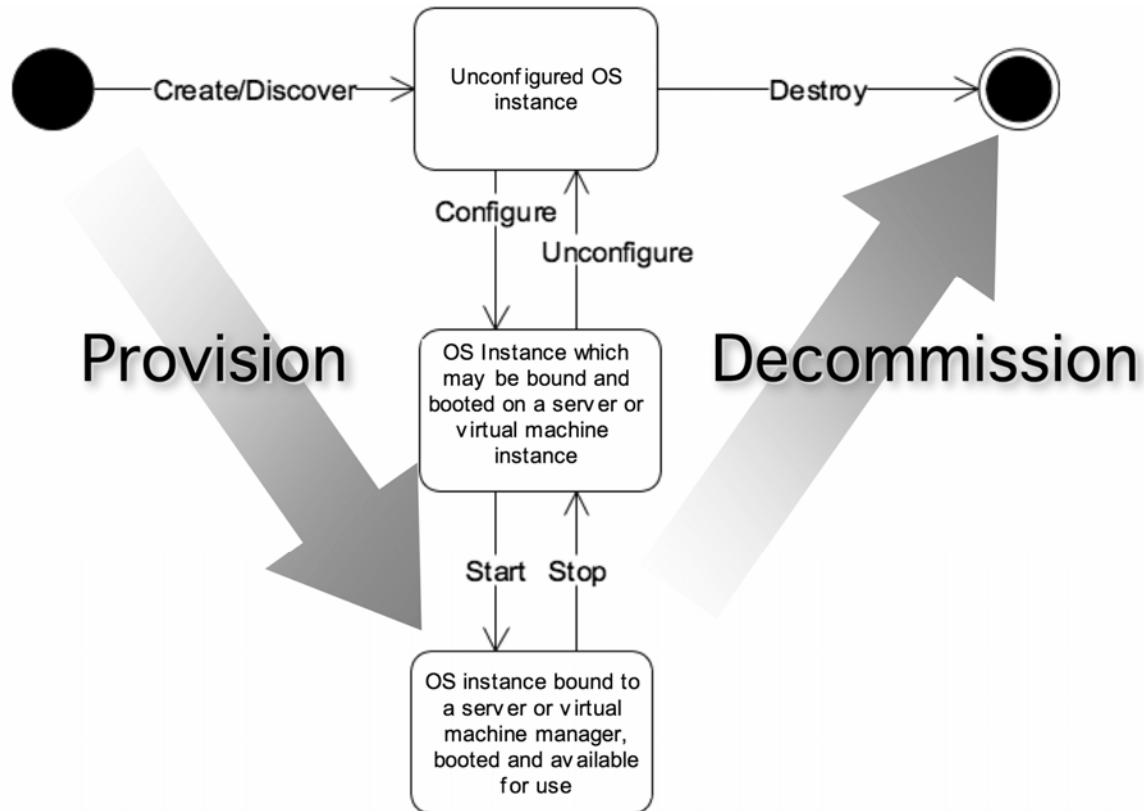 Create/Discover
Unconfigured OS
instance
Destroy
Configure
Unconfigure
Provision
OS Instance which
may be bound and
booted on a server or
virtual machine
instance
Decommission
Start
Stop
OS instance bound to
a server or virtual
machine manager,
booted and available
for use